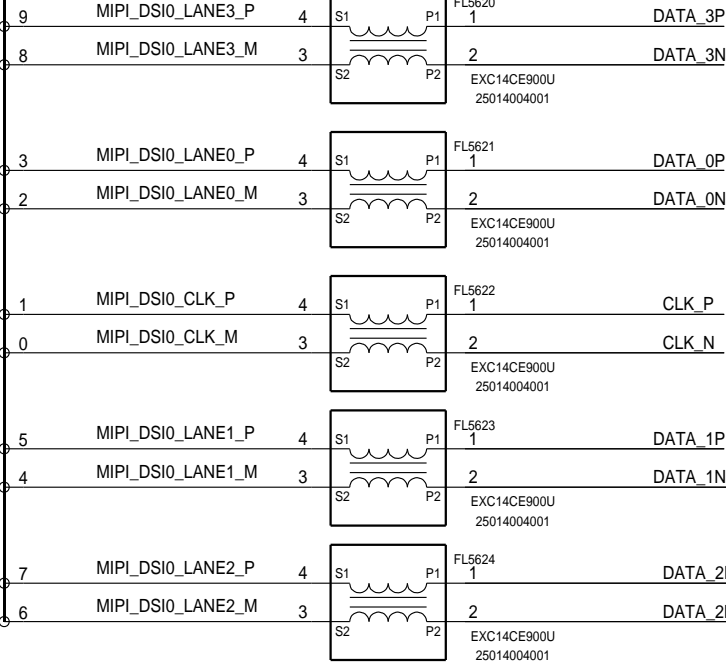 FL5620
9 MIPI_DSI0_LANE3_P 4 S1 P1 1 DATA_3P
8 MIPI_DSI0_LANE3_M 3 S2 P2 2 DATA_3N
EXC14CE900U
25014004001
FL5621
3 MIPI_DSI0_LANE0_P 4 S1 P1 1 DATA_0P
2 MIPI_DSI0_LANE0_M 3 S2 P2 2 DATA_0N
EXC14CE900U
25014004001
FL5622
1 MIPI_DSI0_CLK_P 4 S1 P1 1 CLK_P
0 MIPI_DSI0_CLK_M 3 S2 P2 2 CLK_N
EXC14CE900U
25014004001
FL5623
5 MIPI_DSI0_LANE1_P 4 S1 P1 1 DATA_1P
4 MIPI_DSI0_LANE1_M 3 S2 P2 2 DATA_1N
EXC14CE900U
25014004001
FL5624
7 MIPI_DSI0_LANE2_P 4 S1 P1 1 DATA_2
6 MIPI_DSI0_LANE2_M 3 S2 P2 2 DATA_2
EXC14CE900U
25014004001